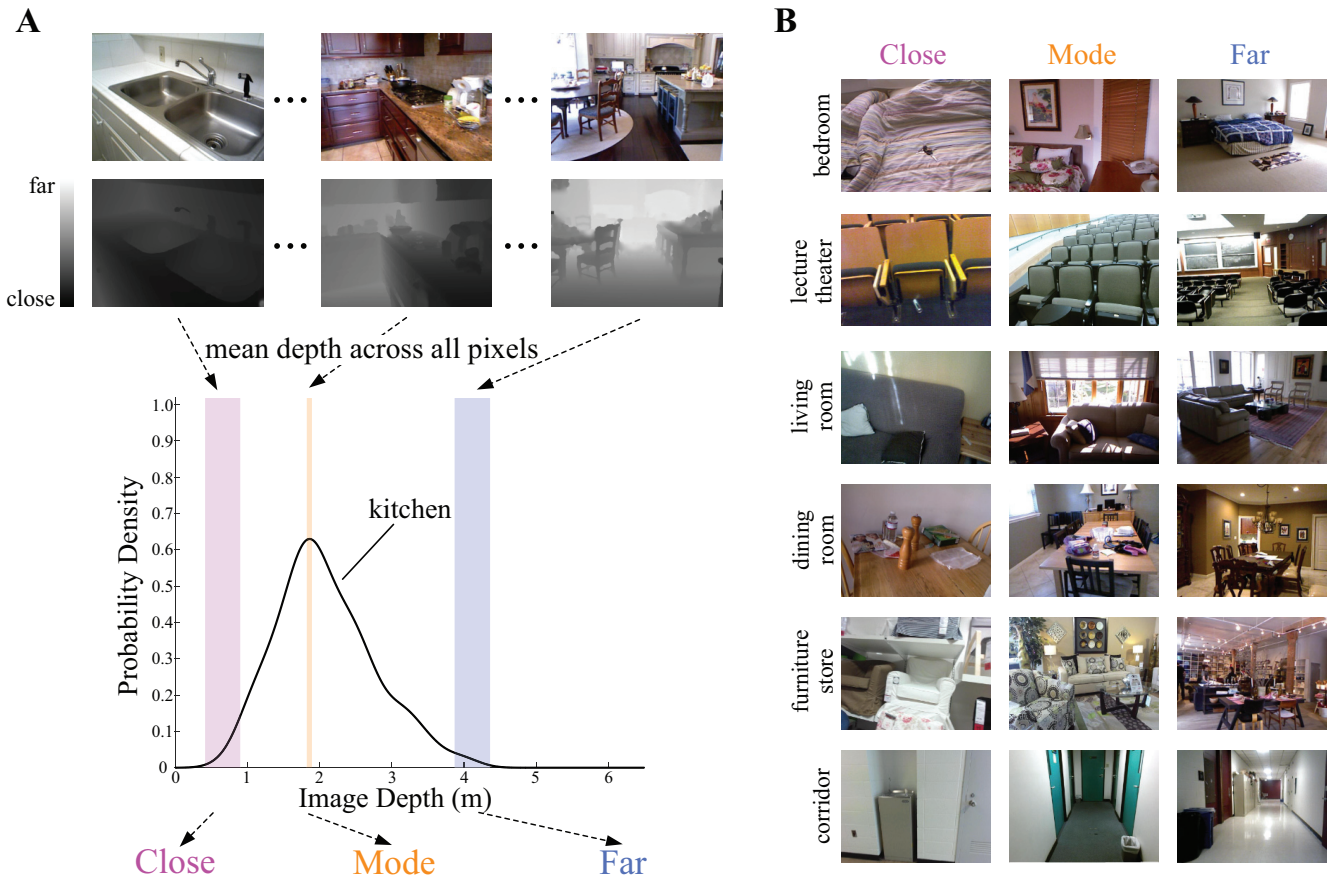 A
far
close
mean depth across all pixels
Probability Density
1.0
0.9
0.8
0.7
0.6
0.5
0.4
0.3
0.2
0.1
0
kitchen
0 1 2 3 4 5 6
Image Depth (m)
Close Mode Far
B
Close Mode Far
bedroom
lecture
theater
living
room
dining
room
furniture
store
corridor